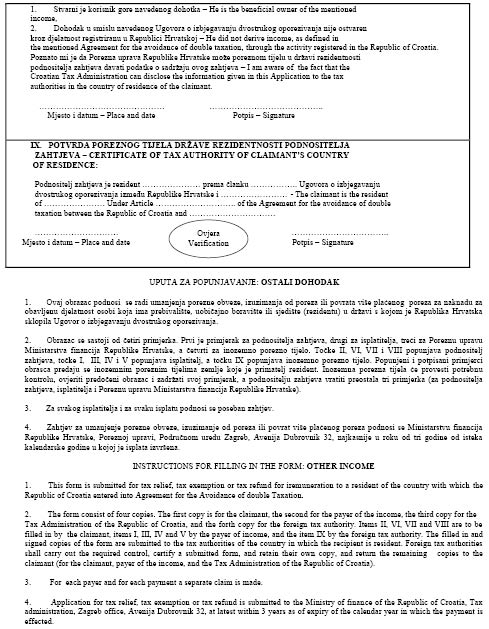 1. Stvarni je korisnik gore navedenog dohotka – He is the beneficial owner of the mentioned
income,
2. Dohodak u smislu navedenog Ugovora o izbjegavanju dvostrukog oporezivanja nije ostvaren
kroz djelatnost registriranu u Republici Hrvatskoj – He did not derive income, as defined in
the mentioned Agreement for the avoidance of double taxation, through the activity registered in the Republic of Croatia.
Poznato mi je da Porezna uprava Republike Hrvatske može poreznom tijelu u državi rezidentnosti
podnositelja zahtjeva davati podatke o sadržaju ovog zahtjeva – I am aware of the fact that the
Croatian Tax Administration can disclose the information given in this Application to the tax
authorities in the country of residence of the claimant.
…………………………………… ………………………………..
Mjesto i datum – Place and date Potpis – Signature
IX. POTVRDA POREZNOG TIJELA DRŽAVE REZIDENTNOSTI PODNOSITELJA
ZAHTJEVA – CERTIFICATE OF TAX AUTHORITY OF CLAIMANT'S COUNTRY
OF RESIDENCE:
Podnositelj zahtjeva je rezident ………………… prema članku ……………. Ugovora o izbjegavanju
dvostrukog oporezivanja između Republike Hrvatske i …………………. - The claimant is the resident
of ……………….. Under Article ……………………… of the Agreement for the avoidance of double
taxation between the Republic of Croatia and ………………………
………………………. Ovjera …………………………..
Mjesto i datum – Place and date Verification Potpis – Signature
UPUTA ZA POPUNJAVANJE: OSTALI DOHODAK
1. Ovaj obrazac podnosi se radi umanjenja porezne obveze, izuzimanja od poreza ili povrata više plaćenog poreza za naknadu za
obavljenu djelatnost osobi koja ima prebivalište, uobičajeno boravište ili sjedište (rezidentu) u državi s kojom je Republika Hrvatska
sklopila Ugovor o izbjegavanju dvostrukog oporezivanja.
2. Obrazac se sastoji od četiri primjerka. Prvi je primjerak za podnositelja zahtjeva, drugi za isplatitelja, treći za Poreznu upravu
Ministarstva financija Republike Hrvatske, a četvrti za inozemno porezno tijelo. Točke II, VI, VII i VIII popunjava podnositelj
zahtjeva, točke I, III, IV i V popunjava isplatitelj, a točku IX popunjava inozemno porezno tijelo. Popunjeni i potpisani primjerci
obrasca predaju se inozemnim poreznim tijelima zemlje koje je primatelj rezident. Inozemna porezna tijela će provesti potrebnu
kontrolu, ovjeriti predočeni obrazac i zadržati svoj primjerak, a podnositelju zahtjeva vratiti preostala tri primjerka (za podnositelja
zahtjeva, isplatitelja i Poreznu upravu Ministarstva financija Republike Hrvatske).
3. Za svakog isplatitelja i za svaku isplatu podnosi se poseban zahtjev.
4. Zahtjev za umanjenje porezne obveze, izuzimanje od poreza ili povrat više plaćenog poreza podnosi se Ministarstvu financija
Republike Hrvatske, Poreznoj upravi, Područnom uredu Zagreb, Avenija Dubrovnik 32, najkasnije u roku od tri godine od isteka
kalendarske godine u kojoj je isplata izvršena.
INSTRUCTIONS FOR FILLING IN THE FORM: OTHER INCOME
1. This form is submitted for tax relief, tax exemption or tax refund for iremuneration to a resident of the country with which the
Republic of Croatia entered into Agreement for the Avoidance of double Taxation.
2. The form consist of four copies. The first copy is for the claimant, the second for the payer of the income, the third copy for the
Tax Administration of the Republic of Croatia, and the forth copy for the foreign tax authority. Items II, VI, VII and VIII are to be
filled in by the claimant, items I, III, IV and V by the payer of income, and the item IX by the foreign tax authority. The filled in and
signed copies of the form are submitted to the tax authorities of the country in which the recipient is resident. Foreign tax authorities
shall carry out the required control, certify a submitted form, and retain their own copy, and return the remaining copies to the
claimant (for the claimant, payer of the income, and the Tax Administration of the Republic of Croatia).
3. For each payer and for each payment a separate claim is made.
4. Application for tax relief, tax exemption or tax refund is submitted to the Ministry of finance of the Republic of Croatia, Tax
administration, Zagreb office, Avenija Dubrovnik 32, at latest within 3 years as of expiry of the calendar year in which the payment is
effected.